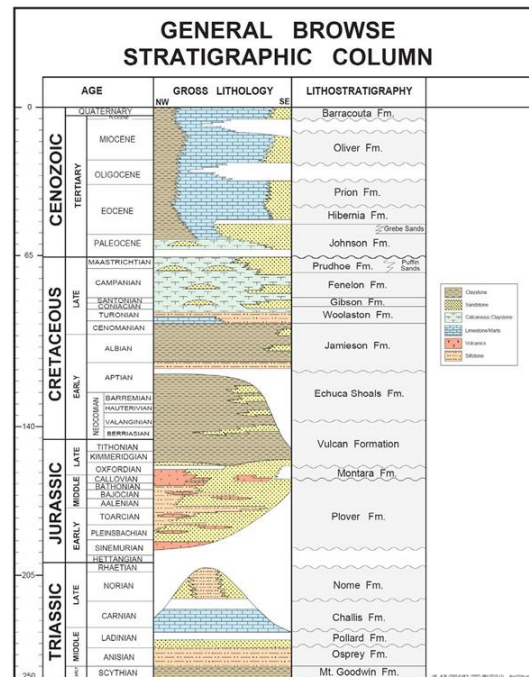 GENERAL BROWSE
STRATIGRAPHIC COLUMN
AGE
GROSS LITHOLOGY
LITHOSTRATIGRAPHY
NW
SE
0
65
140
205
250
CENOZOIC
CRETACEOUS
JURASSIC
TRIASSIC
TERTIARY
LATE
EARLY
NEOCOMIAN
LATE
MIDDLE
EARLY
LATE
MIDDLE
EARLY
QUATERNARY
MIOCENE
OLIGOCENE
EOCENE
PALEOCENE
MAASTRICHTIAN
CAMPANIAN
SANTONIAN
CONIACIAN
TURONIAN
CENOMANIAN
ALBIAN
APTIAN
BARREMIAN
HAUTERIVIAN
VALANGINIAN
BERRIASIAN
TITHONIAN
KIMMERIDGIAN
OXFORDIAN
CALLOVIAN
BATHONIAN
BAJOCIAN
AALENIAN
TOARCIAN
PLEINSBACHIAN
SINEMURIAN
HETTANGIAN
RHAETIAN
NORIAN
CARNIAN
LADINIAN
ANISIAN
SCYTHIAN
Barracouta Fm.
Oliver Fm.
Prion Fm.
Hibernia Fm.
Grebe Sands
Johnson Fm.
Prudhoe Fm.
Puffin
Sands
Fenelon Fm.
Gibson Fm.
Woolaston Fm.
Jamieson Fm.
Echuca Shoals Fm.
Vulcan Formation
Montara Fm.
Plover Fm.
Nome Fm.
Challis Fm.
Pollard Fm.
Osprey Fm.
Mt. Goodwin Fm.
Claystone
Sandstone
Calcareous Claystone
Limestone/Marls
Volcanics
Siltstone